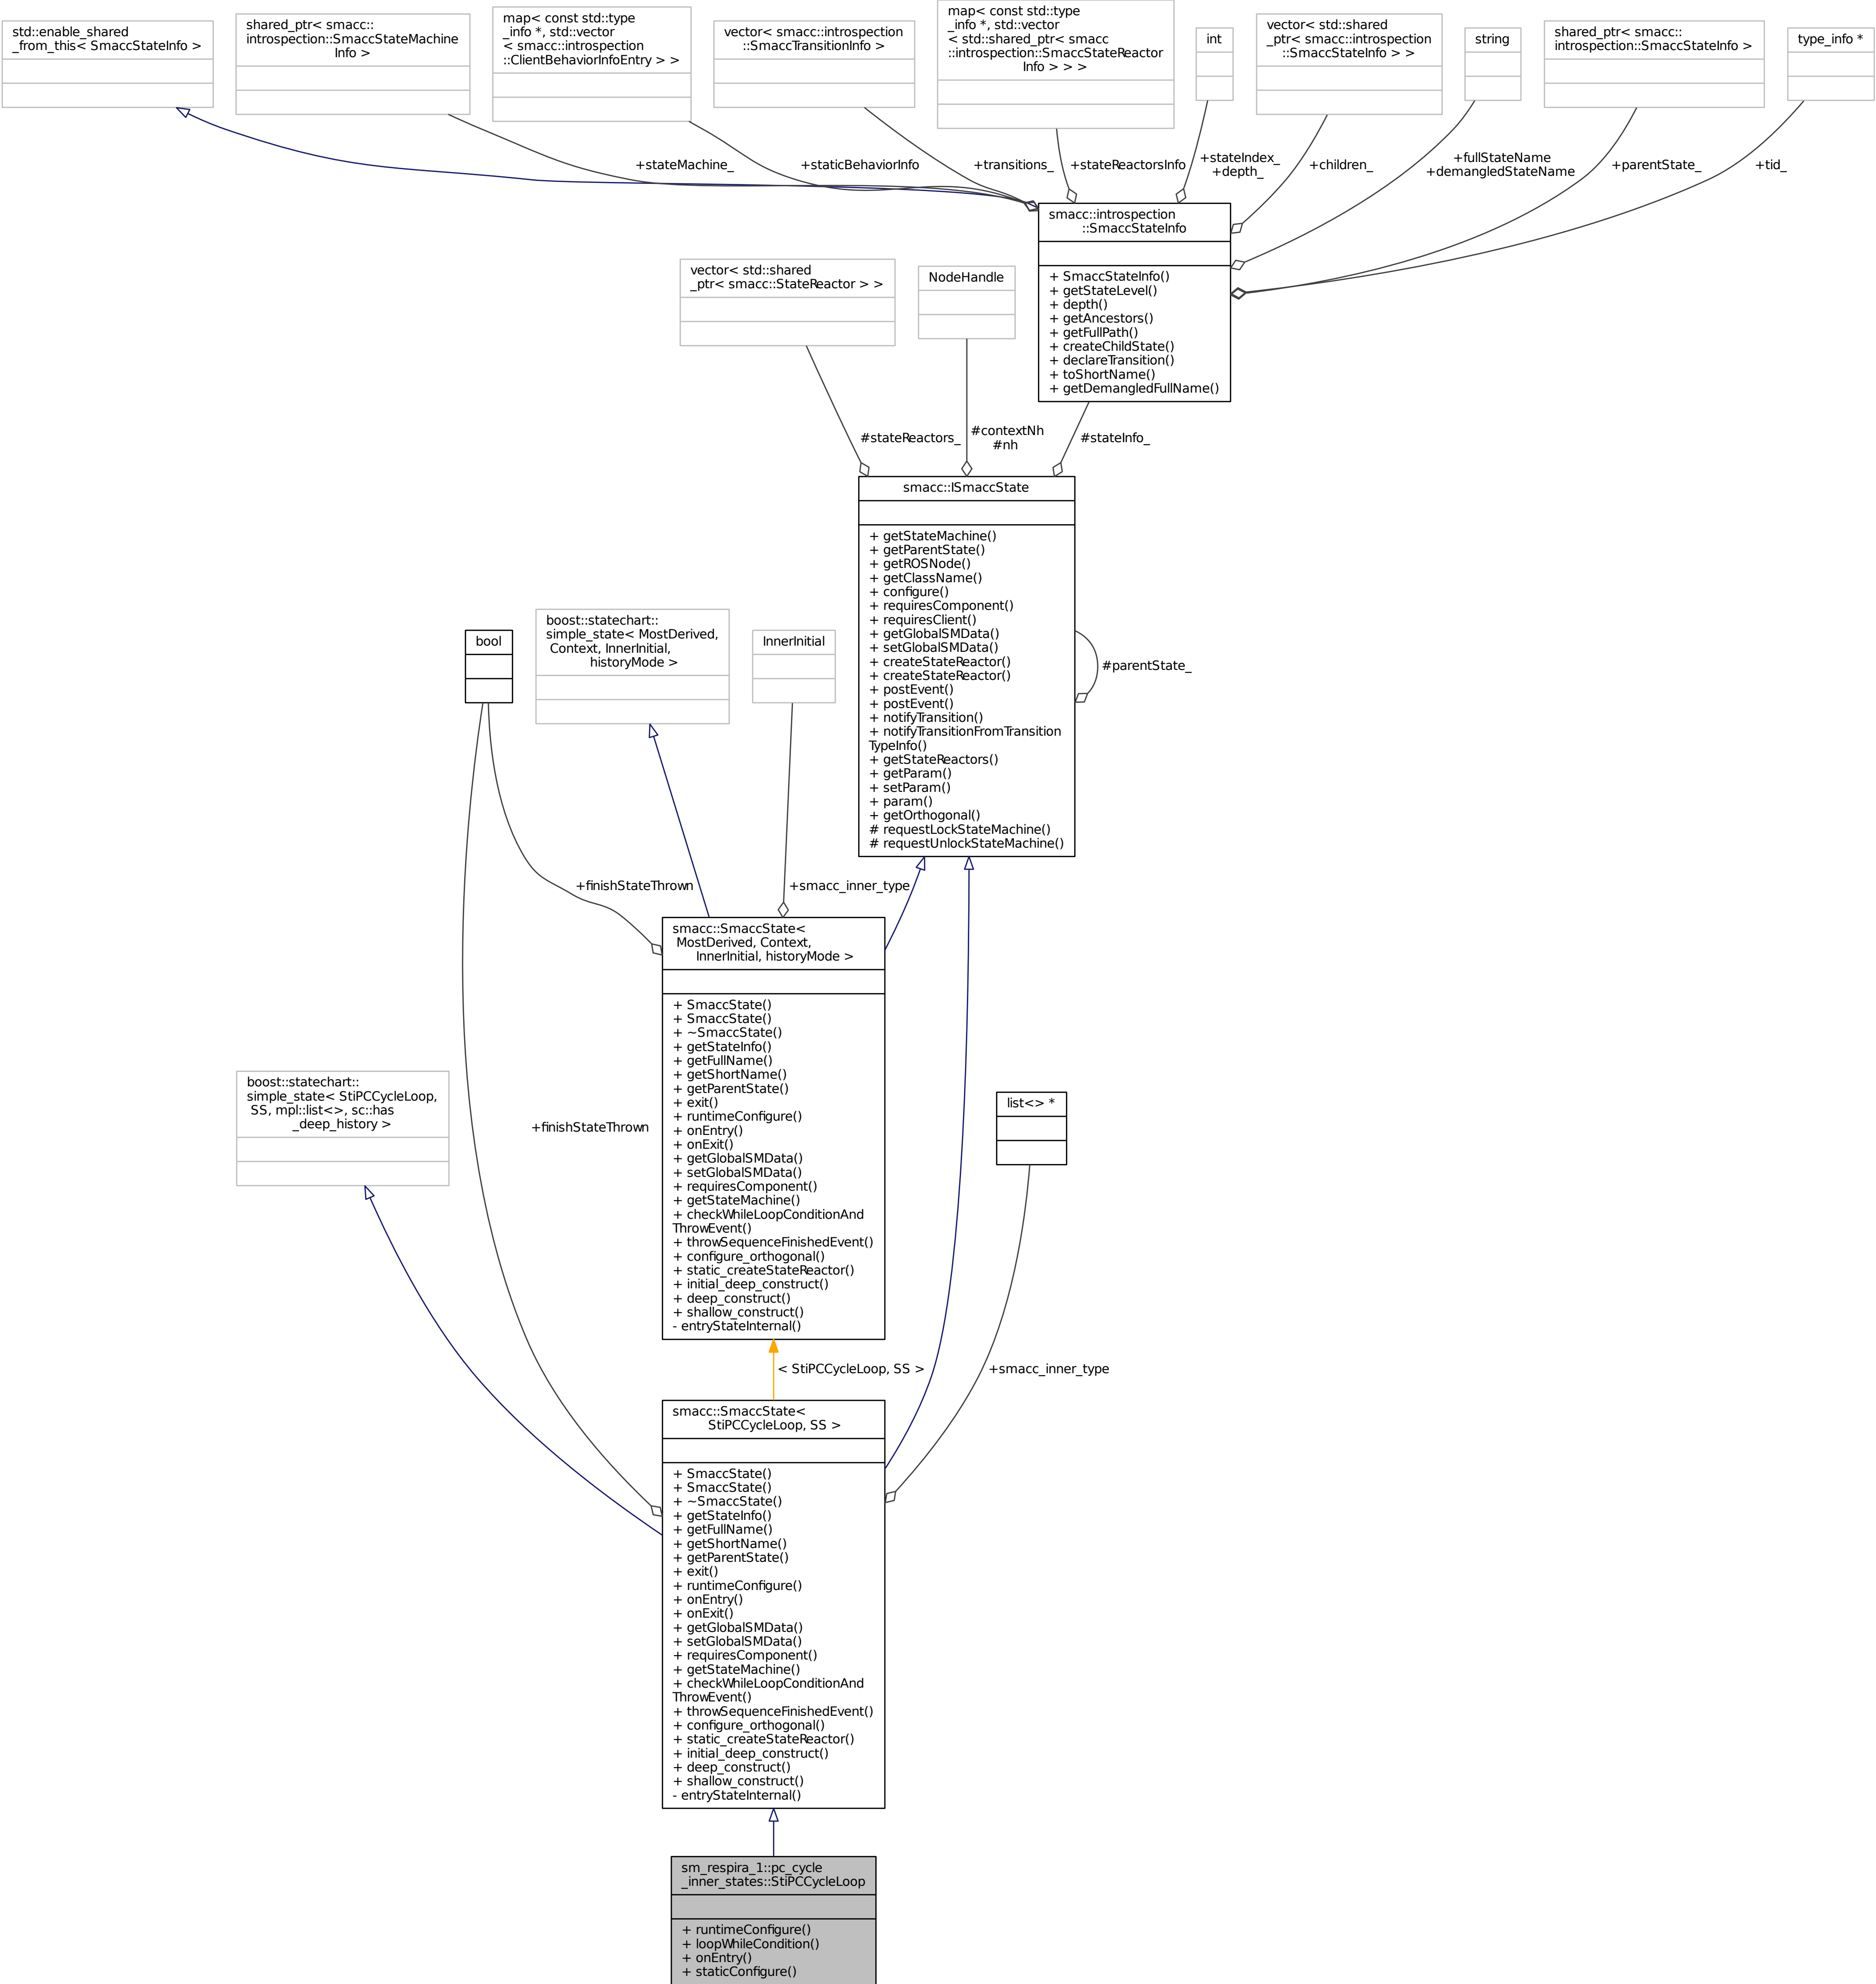 std::enable_shared
_from_this< SmaccStateInfo >
shared_ptr< smacc::
introspection::SmaccStateMachine
Info >
map< const std::type
_info *, std::vector
< smacc::introspection
::ClientBehaviorInfoEntry > >
vector< smacc::introspection
::SmaccTransitionInfo >
map< const std::type
_info *, std::vector
< std::shared_ptr< smacc
::introspection::SmaccStateReactor
Info > > >
int
vector< std::shared
_ptr< smacc::introspection
::SmaccStateInfo > >
string
shared_ptr< smacc::
introspection::SmaccStateInfo >
type_info *
+stateMachine_
+staticBehaviorInfo
+transitions_
+stateReactorsInfo
+stateIndex_
+depth_
+children_
+fullStateName
+demangledStateName
+parentState_
+tid_
smacc::introspection
::SmaccStateInfo
+ SmaccStateInfo()
+ getStateLevel()
+ depth()
+ getAncestors()
+ getFullPath()
+ createChildState()
+ declareTransition()
+ toShortName()
+ getDemangledFullName()
vector< std::shared
_ptr< smacc::StateReactor > >
NodeHandle
#stateReactors_
#contextNh
#nh
#stateInfo_
smacc::ISmaccState
+ getStateMachine()
+ getParentState()
+ getROSNode()
+ getClassName()
+ configure()
+ requiresComponent()
+ requiresClient()
+ getGlobalSMData()
+ setGlobalSMData()
+ createStateReactor()
+ createStateReactor()
+ postEvent()
+ postEvent()
+ notifyTransition()
+ notifyTransitionFromTransition
TypeInfo()
+ getStateReactors()
+ getParam()
+ setParam()
+ param()
+ getOrthogonal()
# requestLockStateMachine()
# requestUnlockStateMachine()
#parentState_
bool
boost::statechart::
simple_state< MostDerived,
Context, InnerInitial,
historyMode >
InnerInitial
+finishStateThrown
+smacc_inner_type
smacc::SmaccState<
MostDerived, Context,
InnerInitial, historyMode >
+ SmaccState()
+ SmaccState()
+ ~SmaccState()
+ getStateInfo()
+ getFullName()
+ getShortName()
+ getParentState()
+ exit()
+ runtimeConfigure()
+ onEntry()
+ onExit()
+ getGlobalSMData()
+ setGlobalSMData()
+ requiresComponent()
+ getStateMachine()
+ checkWhileLoopConditionAnd
ThrowEvent()
+ throwSequenceFinishedEvent()
+ configure_orthogonal()
+ static_createStateReactor()
+ initial_deep_construct()
+ deep_construct()
+ shallow_construct()
- entryStateInternal()
boost::statechart::
simple_state< StiPCCycleLoop,
SS, mpl::list<>, sc::has
_deep_history >
+finishStateThrown
list<> *
< StiPCCycleLoop, SS >
+smacc_inner_type
smacc::SmaccState<
StiPCCycleLoop, SS >
+ SmaccState()
+ SmaccState()
+ ~SmaccState()
+ getStateInfo()
+ getFullName()
+ getShortName()
+ getParentState()
+ exit()
+ runtimeConfigure()
+ onEntry()
+ onExit()
+ getGlobalSMData()
+ setGlobalSMData()
+ requiresComponent()
+ getStateMachine()
+ checkWhileLoopConditionAnd
ThrowEvent()
+ throwSequenceFinishedEvent()
+ configure_orthogonal()
+ static_createStateReactor()
+ initial_deep_construct()
+ deep_construct()
+ shallow_construct()
- entryStateInternal()
sm_respira_1::pc_cycle
_inner_states::StiPCCycleLoop
+ runtimeConfigure()
+ loopWhileCondition()
+ onEntry()
+ staticConfigure()